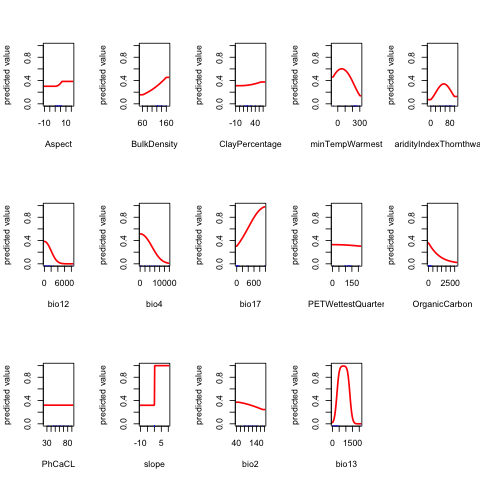 predicted value predicted value predicted value predicted value predicted value
0.0 0.4 0.8 0.0 0.4 0.8 0.0 0.4 0.8 0.0 0.4 0.8 0.0 0.4 0.8
-10 10 60 160 -10 40 0 300 0 80
Aspect BulkDensity ClayPercentage minTempWarmest aridityIndexThornthwa
predicted value predicted value predicted value predicted value predicted value
0.0 0.4 0.8 0.0 0.4 0.8 0.0 0.4 0.8 0.0 0.4 0.8 0.0 0.4 0.8
0 6000 0 10000 0 600 0 150 0 2500
bio12 bio4 bio17 PETWettestQuarter OrganicCarbon
predicted value predicted value predicted value predicted value
0.0 0.4 0.8 0.0 0.4 0.8 0.0 0.4 0.8 0.0 0.4 0.8
30 80 -10 5 40 140 0 1500
PhCaCL slope bio2 bio13